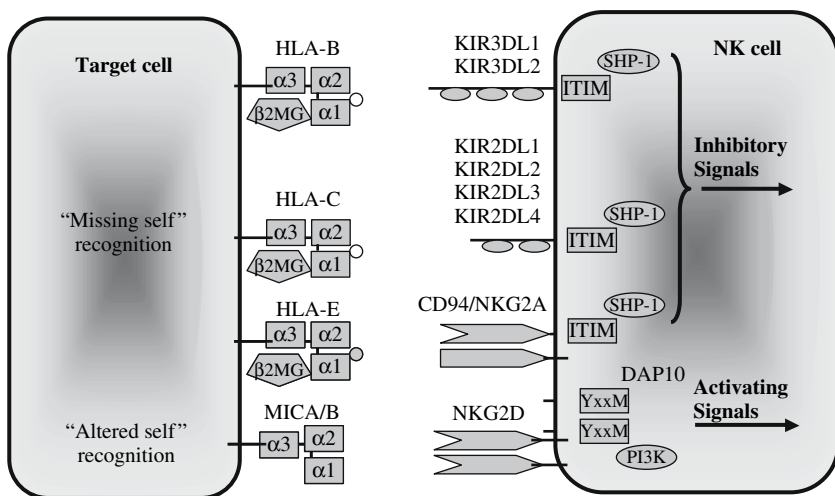 Target cell
"Missing self"
recognition
"Altered self"
recognition
HLA-B
α3
α2
β2MG
α1
HLA-C
α3
α2
β2MG
α1
HLA-E
α3
α2
β2MG
α1
MICA/B
α3
α2
α1
KIR3DL1
KIR3DL2
KIR2DL1
KIR2DL2
KIR2DL3
KIR2DL4
CD94/NKG2A
NKG2D
NK cell
SHP-1
ITIM
SHP-1
ITIM
SHP-1
ITIM
Inhibitory
Signals
DAP10
YxxM
YxxM
PI3K
Activating
Signals